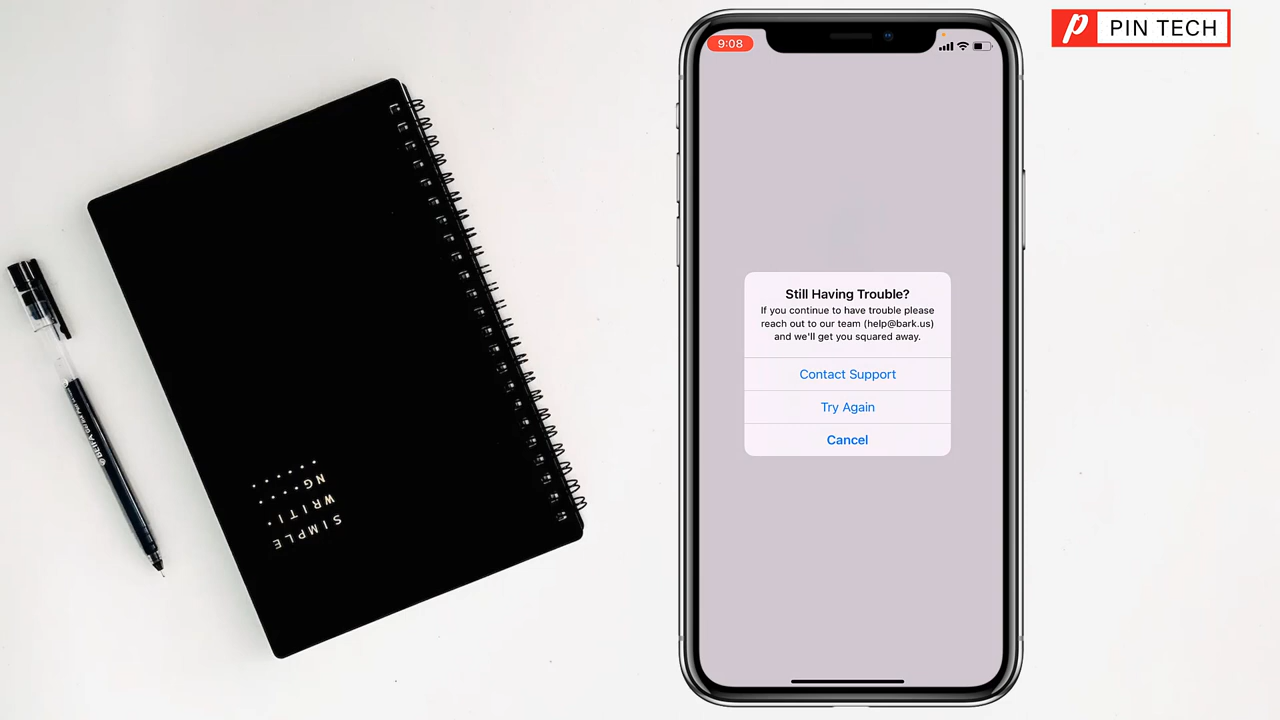 9:08
PIN TECH
Still Having Trouble?
If you continue to have trouble please
reach out to our team (help@bark.us)
and we'll get you squared away.
Contact Support
Try Again
Cancel
SIMPLE
WRITI
NG